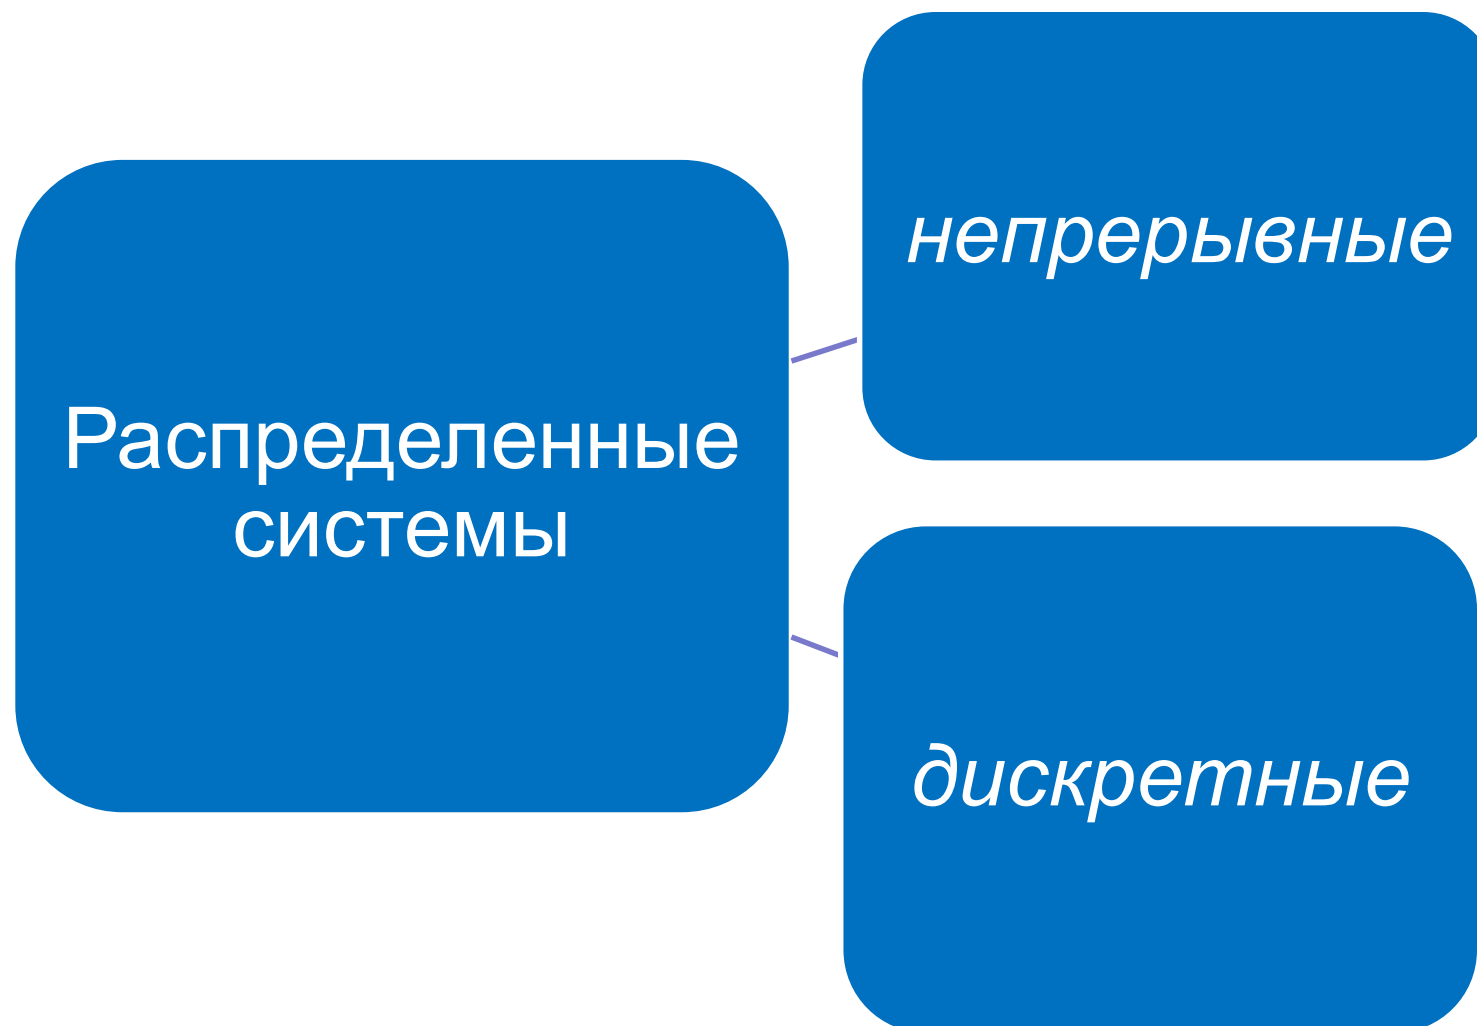 непрерывные
Распределенные
системы
дискретные